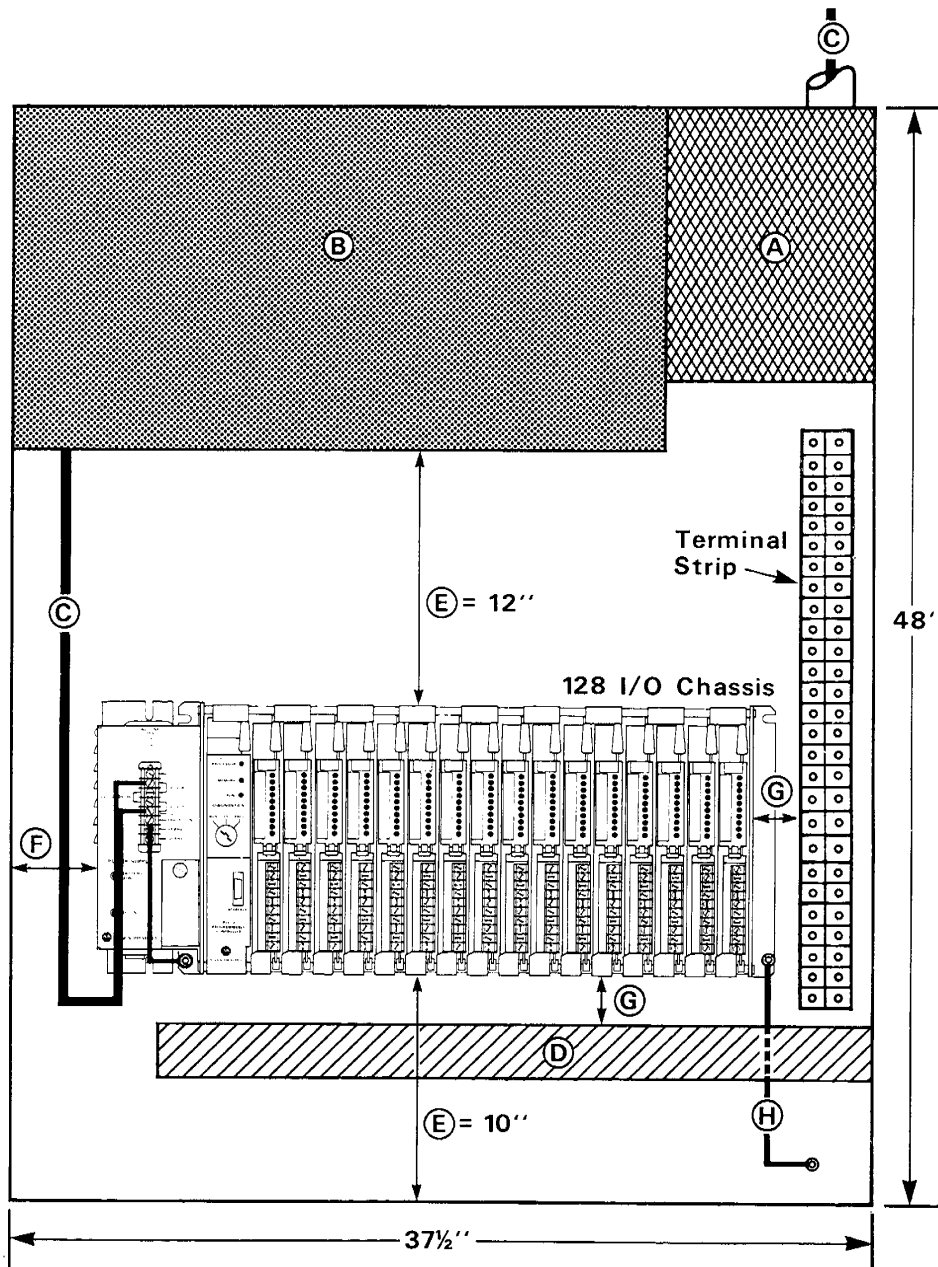 C
B
A
Terminal
Strip
C
E = 12''
48'
128 I/O Chassis
G
F
G
D
E = 10''
H
37½''